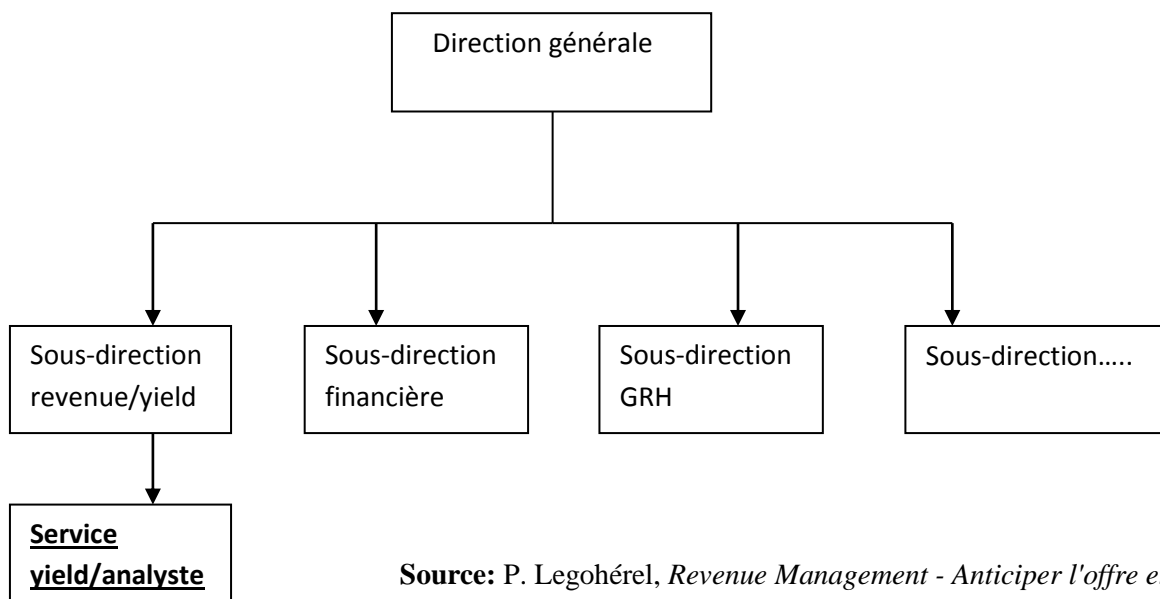 Direction générale
Sous-direction
revenue/yield
Sous-direction
financière
Sous-direction
GRH
Sous-direction…..
Service
yield/analyste
Source: P. Legohérel, Revenue Management - Anticiper l'offre e